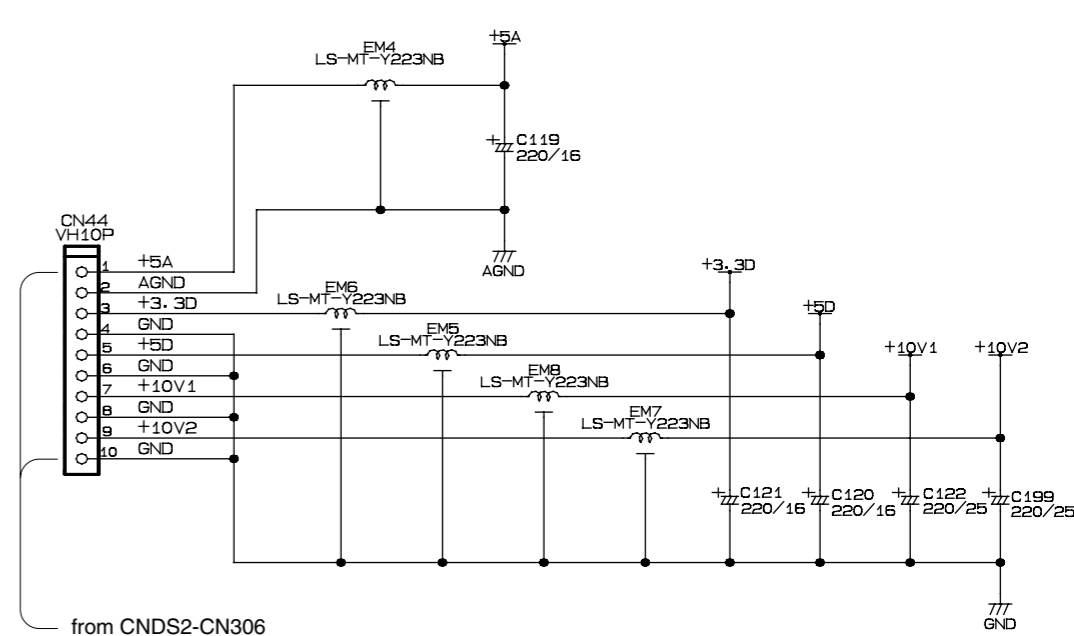 EM4
LS-MT-Y223NB
+5A
+ C119
220/16
AGND
CN44
VH10P
1 +5A
2 AGND
3 +3.3D
4 GND
5 +5D
6 GND
7 +10V1
8 GND
9 +10V2
10 GND
EM6
LS-MT-Y223NB
EM5
LS-MT-Y223NB
EM8
LS-MT-Y223NB
EM7
LS-MT-Y223NB
+3.3D
+5D
+10V1
+10V2
+ C121
220/16
+ C120
220/16
+ C122
220/25
+ C199
220/25
GND
from CNDS2-CN306